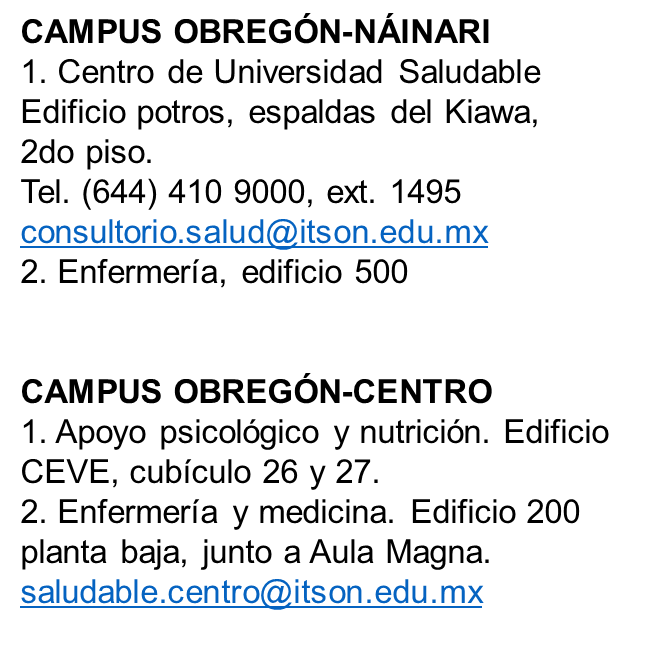 CAMPUS OBREGÓN-NÁINARI
1. Centro de Universidad Saludable
Edificio potros, espaldas del Kiawa,
2do piso.
Tel. (644) 410 9000, ext. 1495
consultorio.salud@itson.edu.mx
2. Enfermería, edificio 500
CAMPUS OBREGÓN-CENTRO
1. Apoyo psicológico y nutrición. Edificio
CEVE, cubículo 26 y 27.
2. Enfermería y medicina. Edificio 200
planta baja, junto a Aula Magna.
saludable.centro@itson.edu.mx